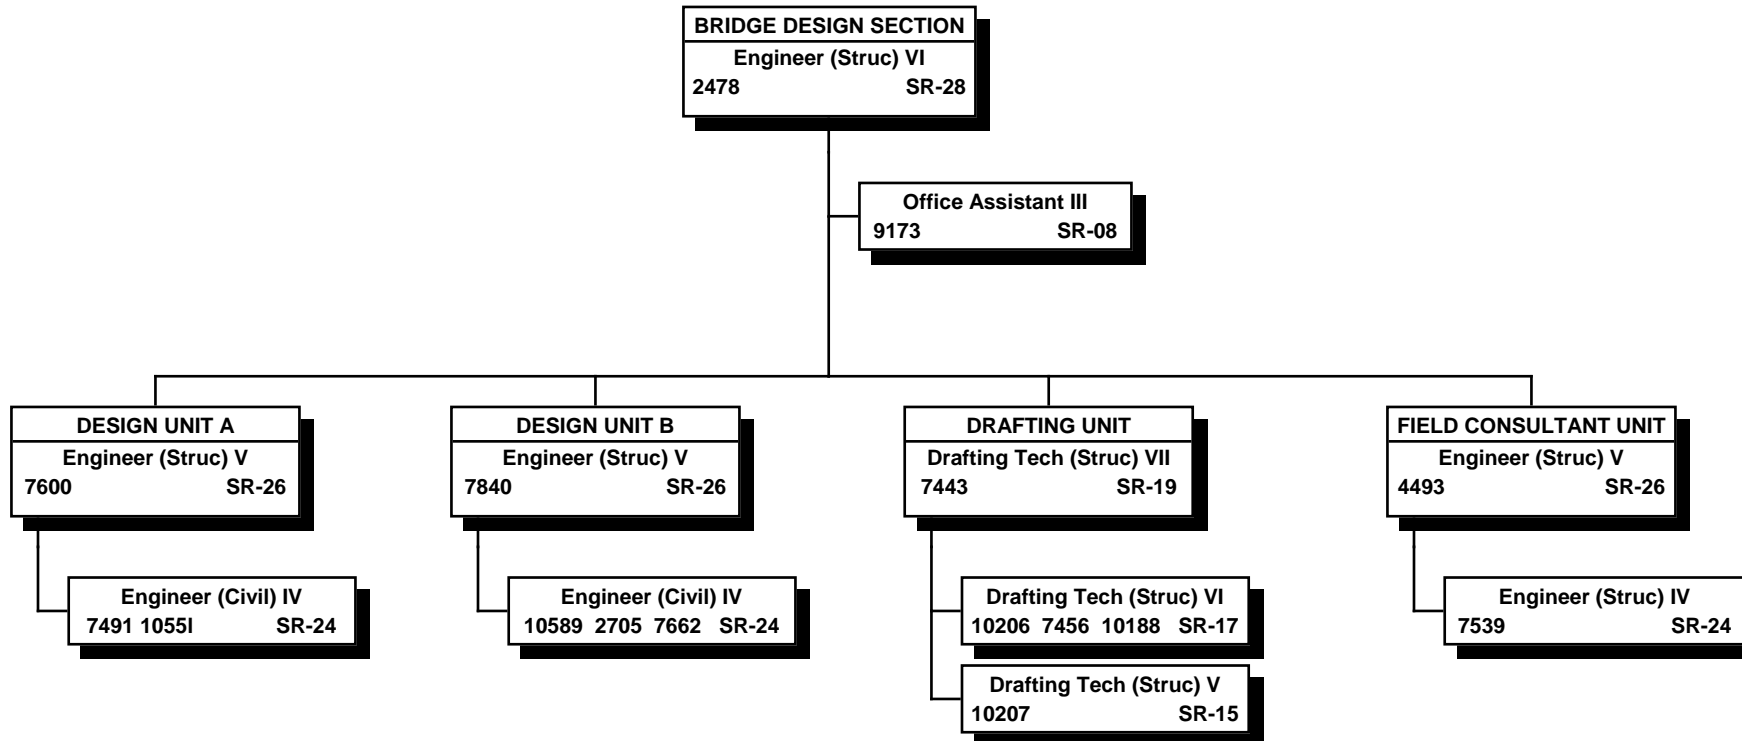 BRIDGE DESIGN SECTION
Engineer (Struc) VI
2478 SR-28
Office Assistant III
9173 SR-08
DESIGN UNIT A
Engineer (Struc) V
7600 SR-26
Engineer (Civil) IV
7491 1055I SR-24
DESIGN UNIT B
Engineer (Struc) V
7840 SR-26
Engineer (Civil) IV
10589 2705 7662 SR-24
DRAFTING UNIT
Drafting Tech (Struc) VII
7443 SR-19
Drafting Tech (Struc) VI
10206 7456 10188 SR-17
Drafting Tech (Struc) V
10207 SR-15
FIELD CONSULTANT UNIT
Engineer (Struc) V
4493 SR-26
Engineer (Struc) IV
7539 SR-24